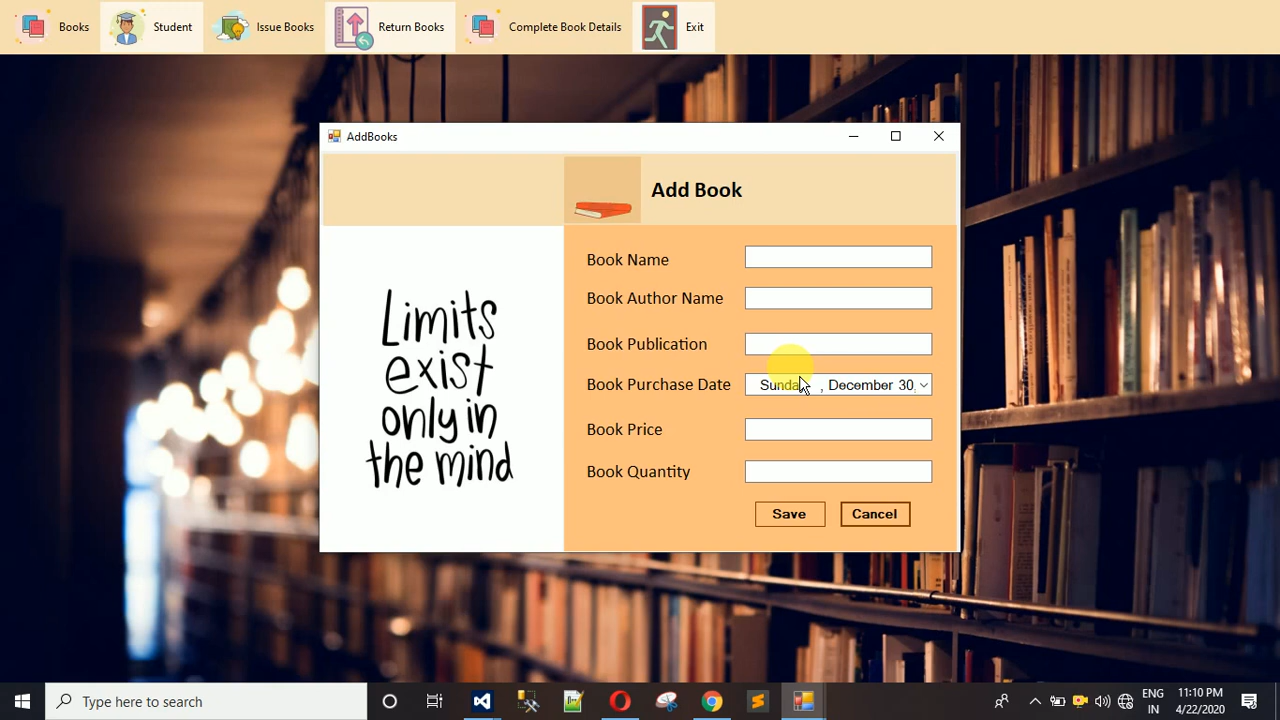 Books Student Issue Books Return Books Complete Book Details Exit
AddBooks
Add Book
Limits
exist
only in
the mind
Book Name
Book Author Name
Book Publication
Book Purchase Date
, December 30,
Book Price
Book Quantity
Save Cancel
Type here to search
ENG
IN
11:10 PM
4/22/2020